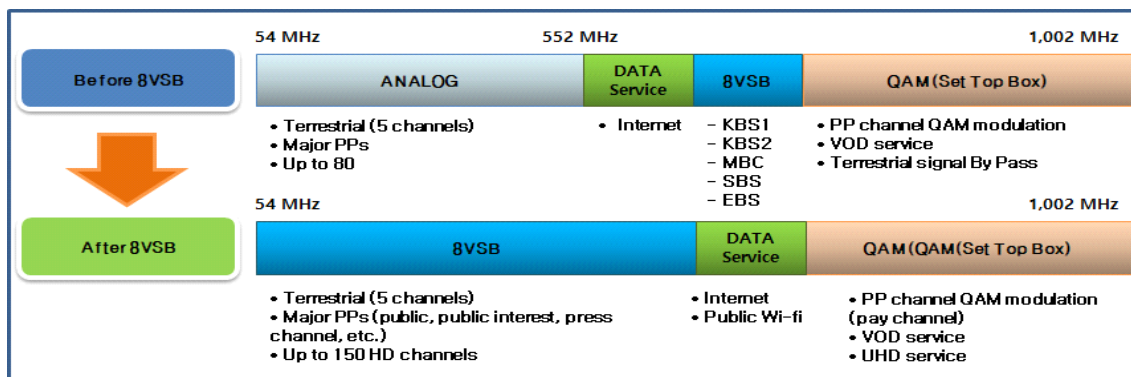 54 MHz 552 MHz 1,002 MHz
Before 8VSB
ANALOG
DATA
Service
8VSB
QAM(Set Top Box)
• Terrestrial (5 channels)
• Major PPs
• Up to 80
• Internet
- KBS1
- KBS2
- MBC
- SBS
- EBS
• PP channel QAM modulation
• VOD service
• Terrestrial signal By Pass
54 MHz 1,002 MHz
After 8VSB
8VSB
DATA
Service
QAM(QAM(Set Top Box)
• Terrestrial (5 channels)
• Major PPs (public, public interest, press
channel, etc.)
• Up to 150 HD channels
• Internet
• Public Wi-fi
• PP channel QAM modulation
(pay channel)
• VOD service
• UHD service